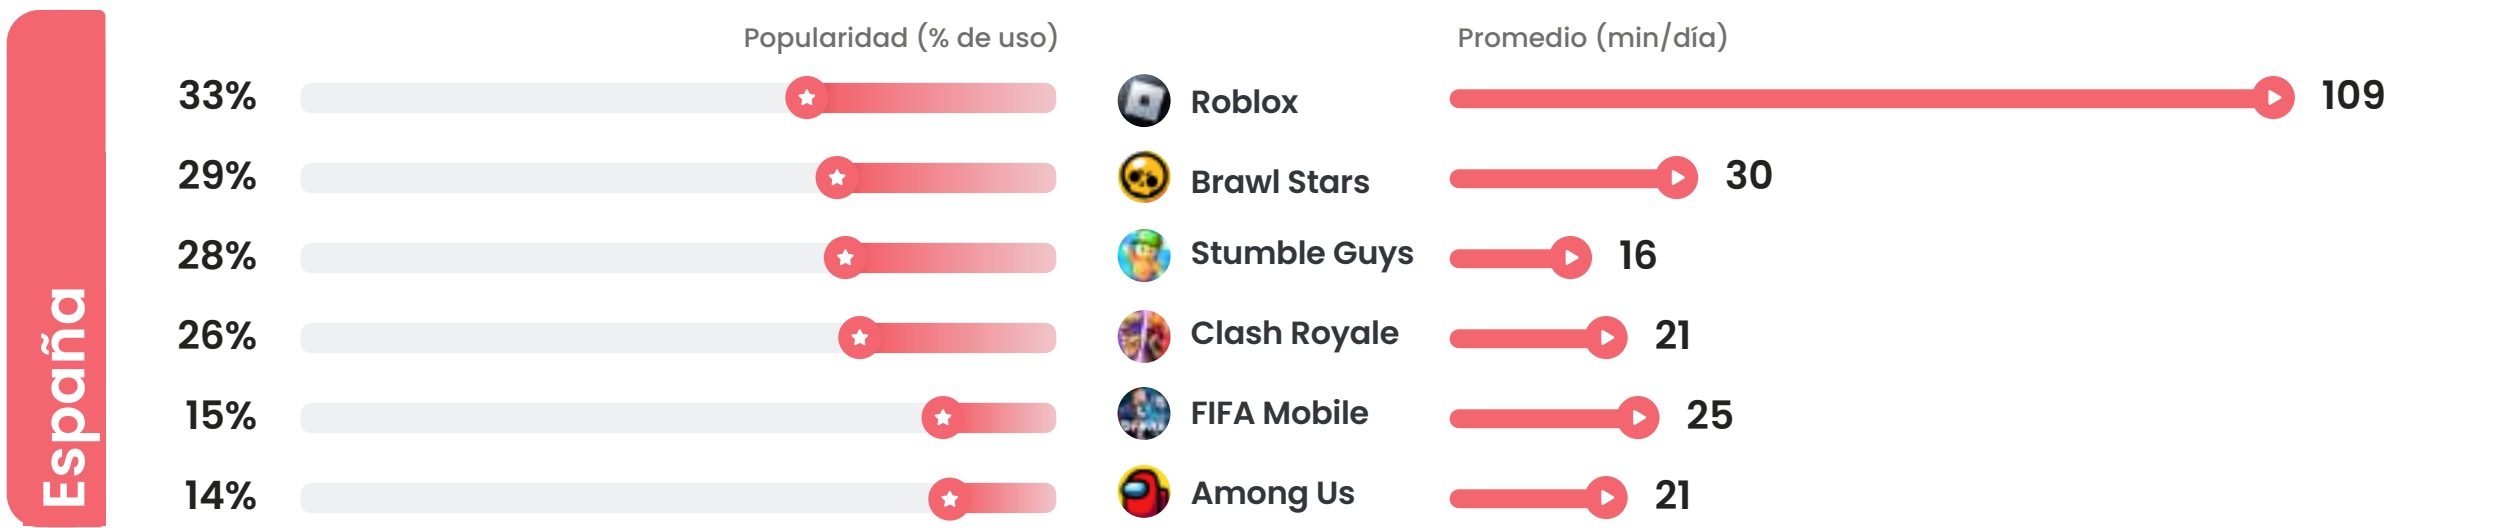 España
Popularidad (% de uso)
Promedio (min/día)
33% Roblox 109
29% Brawl Stars 30
28% Stumble Guys 16
26% Clash Royale 21
15% FIFA Mobile 25
14% Among Us 21